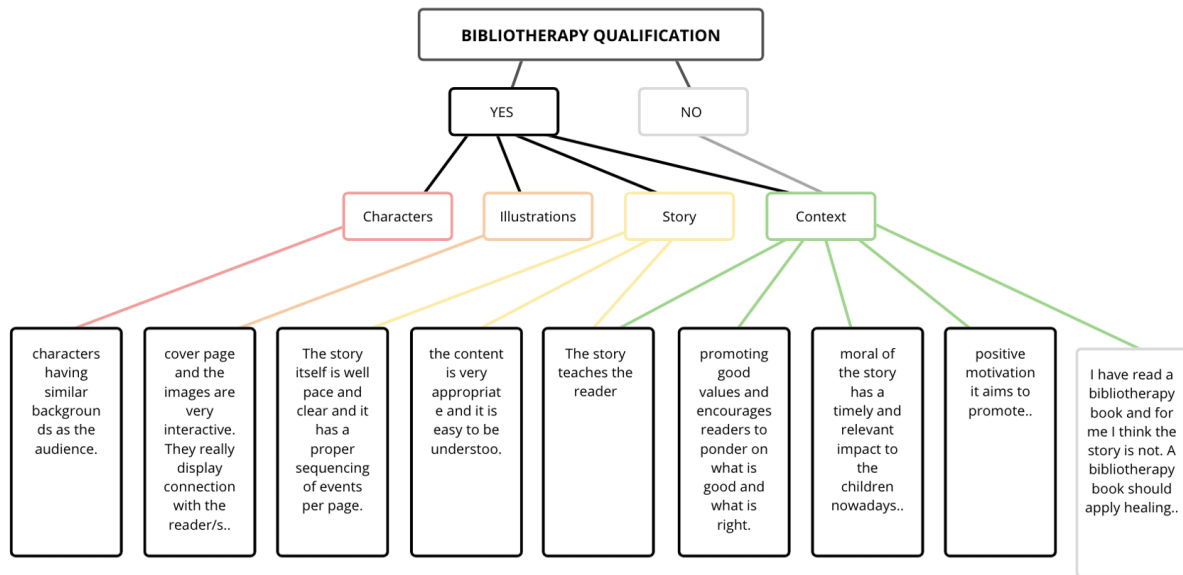 BIBLIOTHERAPY QUALIFICATION
YES
NO
Characters
Illustrations
Story
Context
characters
having
similar
backgroun
ds as the
audience.
cover page
and the
images are
very
interactive.
They really
display
connection
with the
reader/s..
The story
itself is well
pace and
clear and it
has a
proper
sequencing
of events
per page.
the content
is very
appropriat
e and it is
easy to be
understoo.
The story
teaches the
reader
promoting
good
values and
encourages
readers to
ponder on
what is
good and
what is
right.
moral of
the story
has a
timely and
relevant
impact to
the
children
nowadays..
positive
motivation
it aims to
promote..
I have read a
bibliotherapy
book and for
me I think the
story is not. A
bibliotherapy
book should
apply healing..